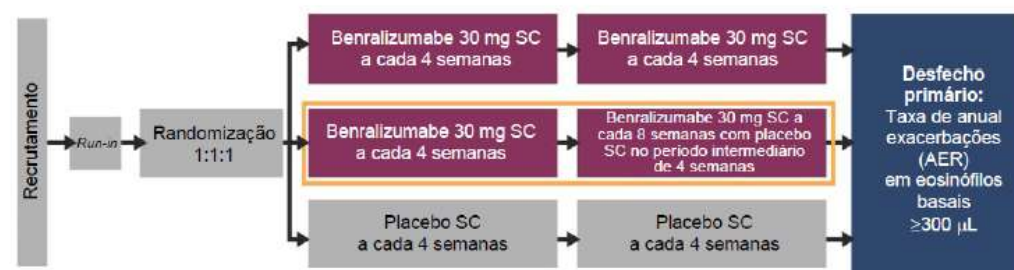 Recrutamento
Run-in
Randomização
1:1:1
Benralizumabe 30 mg SC
a cada 4 semanas
Benralizumabe 30 mg SC
a cada 4 semanas
Benralizumabe 30 mg SC
a cada 4 semanas
Benralizumabe 30 mg SC a
cada 8 semanas com placebo
SC no período intermediário
de 4 semanas
Placebo SC
a cada 4 semanas
Placebo SC
a cada 4 semanas
Desfecho
primário:
Taxa de anual
exacerbações
(AER)
em eosinófilos
basais
≥300 µL